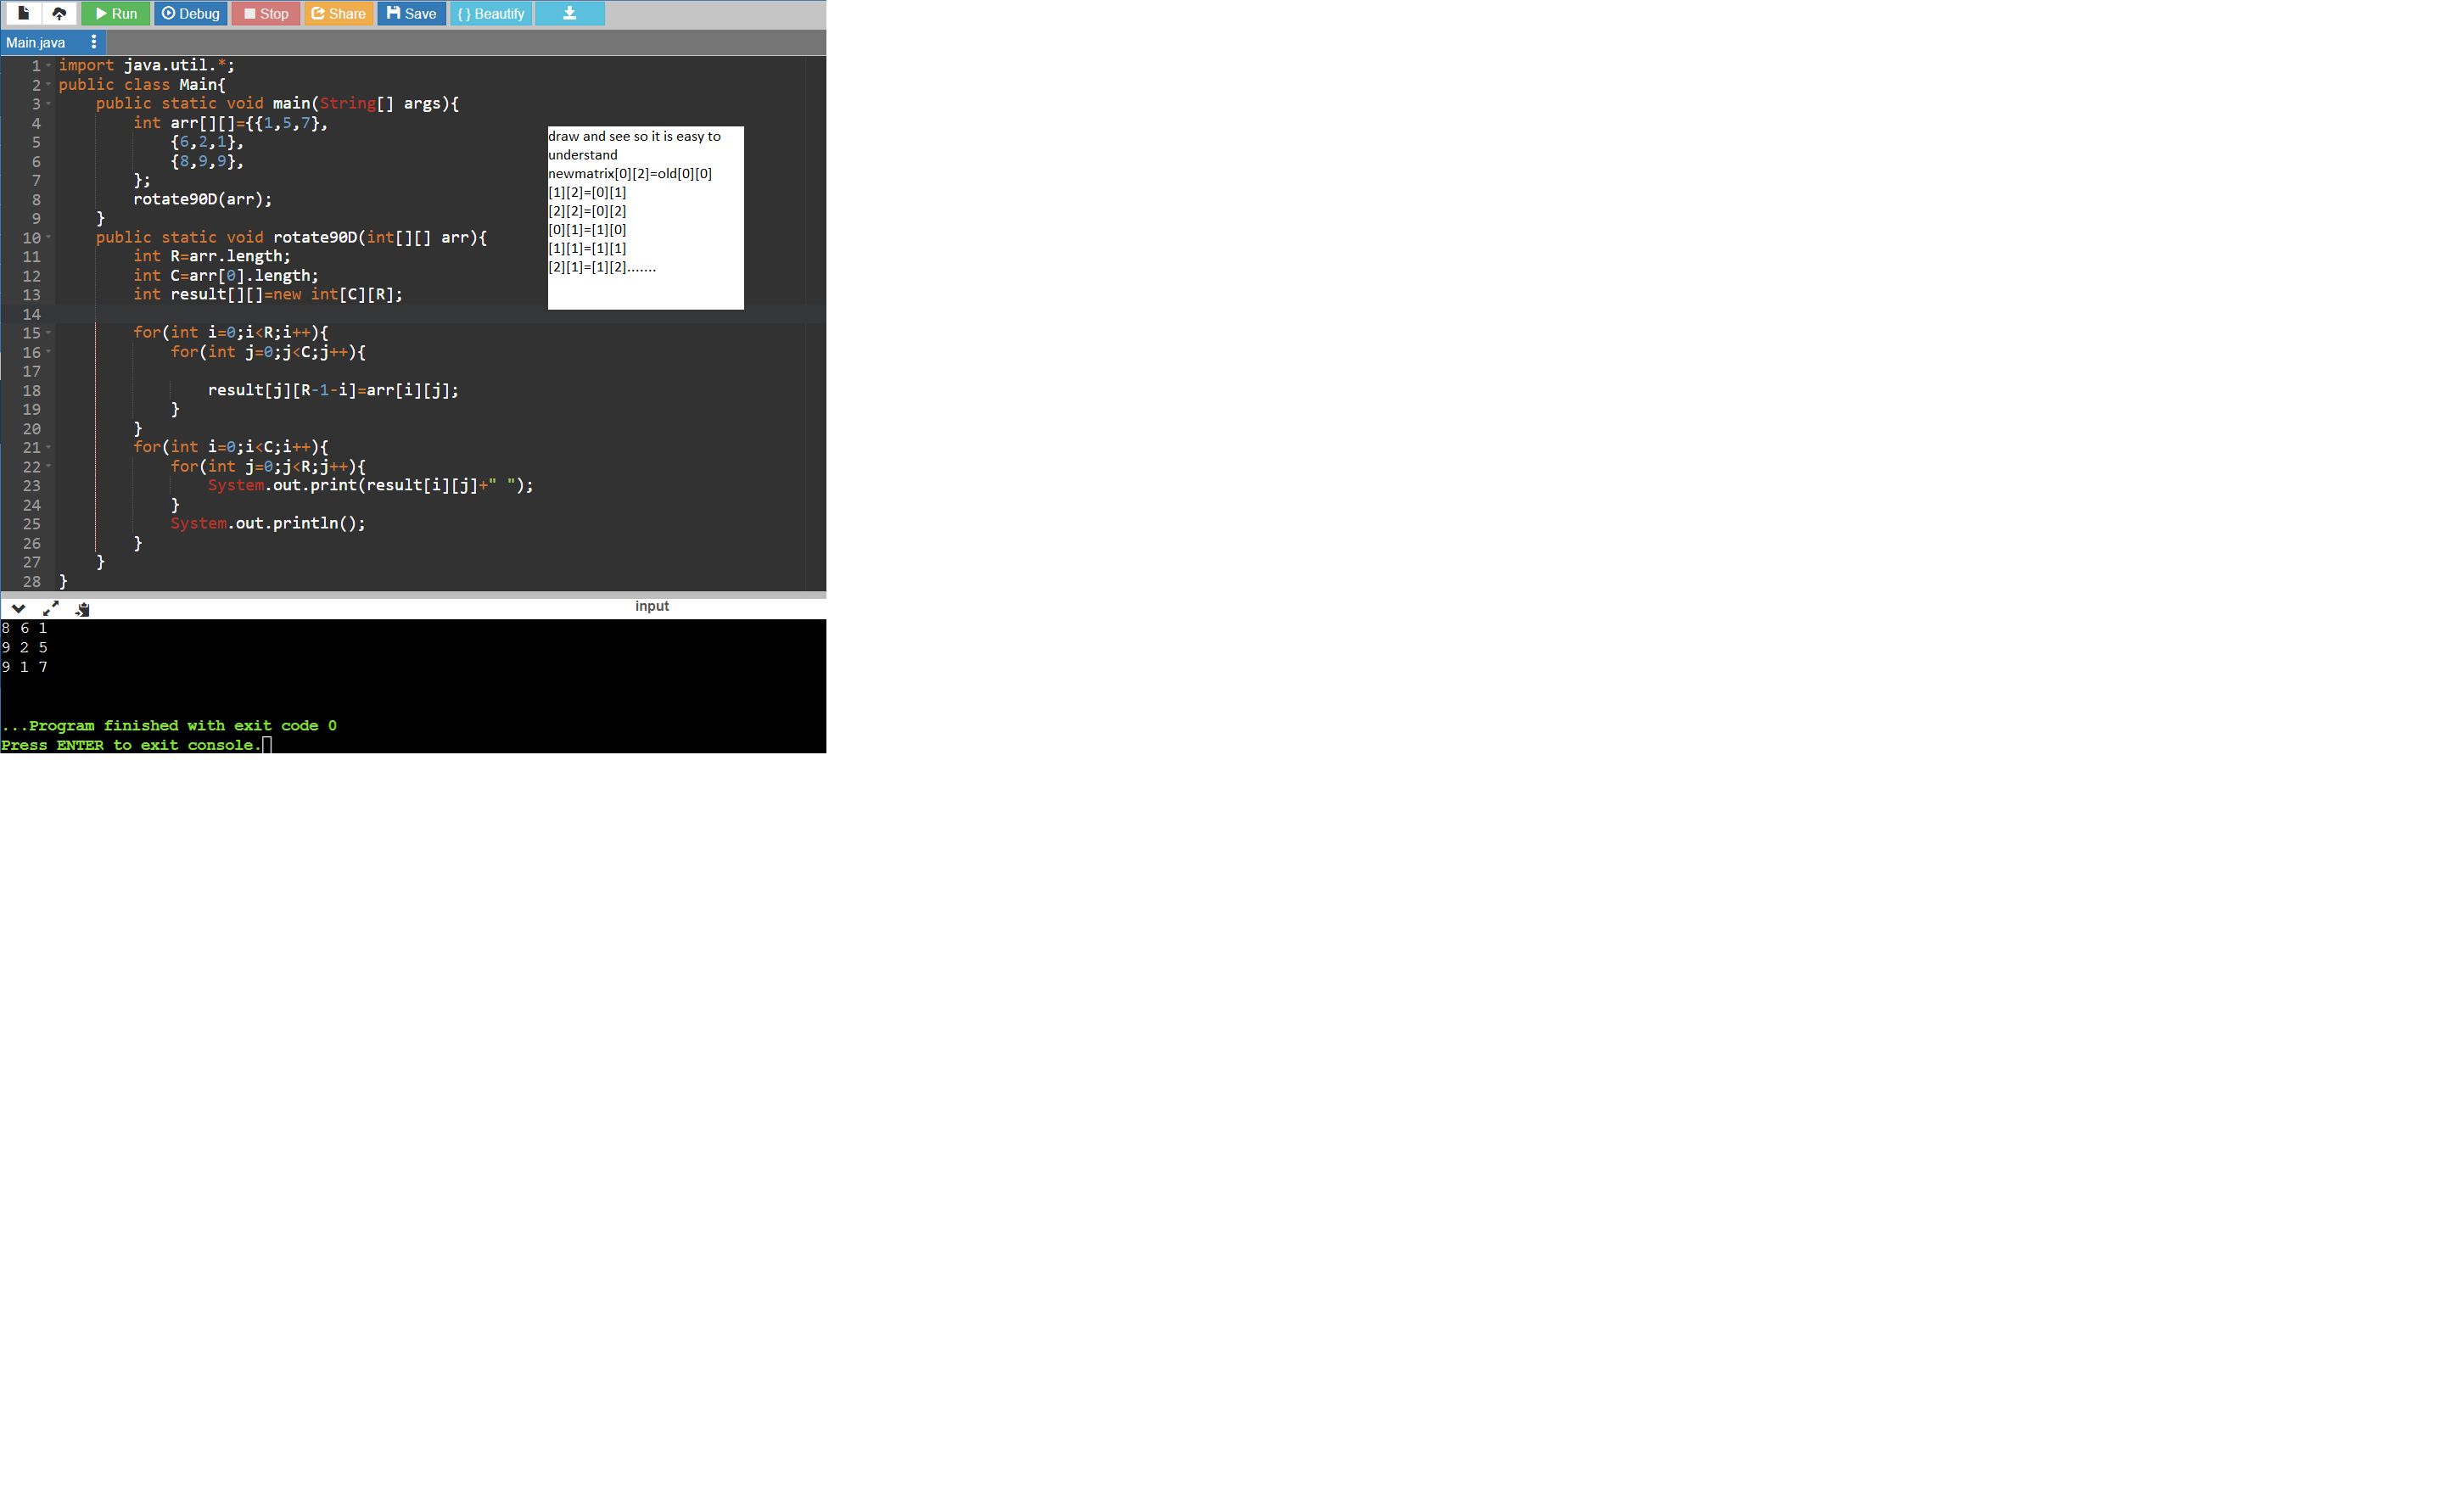 Run Debug Stop Share Save { } Beautify
Main.java
1 import java.util.*;
2 public class Main{
3     public static void main(String[] args){
4         int arr[][]={{1,5,7},
5             {6,2,1},
6             {8,9,9},
7         };
8         rotate90D(arr);
9     }
10     public static void rotate90D(int[][] arr){
11         int R=arr.length;
12         int C=arr[0].length;
13         int result[][]=new int[C][R];
14
15         for(int i=0;i<R;i++){
16             for(int j=0;j<C;j++){
17
18                 result[j][R-1-i]=arr[i][j];
19             }
20         }
21         for(int i=0;i<C;i++){
22             for(int j=0;j<R;j++){
23                 System.out.print(result[i][j]+" ");
24             }
25             System.out.println();
26         }
27     }
28 }
draw and see so it is easy to
understand
newmatrix[0][2]=old[0][0]
[1][2]=[0][1]
[2][2]=[0][2]
[0][1]=[1][0]
[1][1]=[1][1]
[2][1]=[1][2].......
input
8 6 1
9 2 5
9 1 7
...Program finished with exit code 0
Press ENTER to exit console.